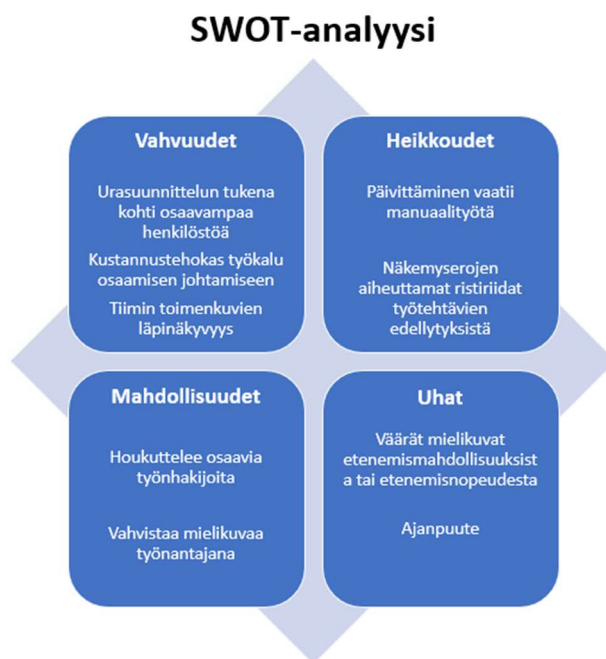 SWOT-analyysi
Vahvuudet
Urasuunnittelun tukena
kohti osaavampaa
henkilöstöä
Kustannustehokas työkalu
osaamisen johtamiseen
Tiimin toimenkuvien
läpinäkyvyys
Heikkoudet
Päivittäminen vaatii
manuaalityötä
Näkemyserojen
aiheuttamat ristiriidat
työtehtävien
edellytyksistä
Mahdollisuudet
Houkuttelee osaavia
työnhakijoita
Vahvistaa mielikuvaa
työnantajana
Uhat
Väärät mielikuvat
etenemismahdollisuuksist
a tai etenemisnopeudesta
Ajanpuute